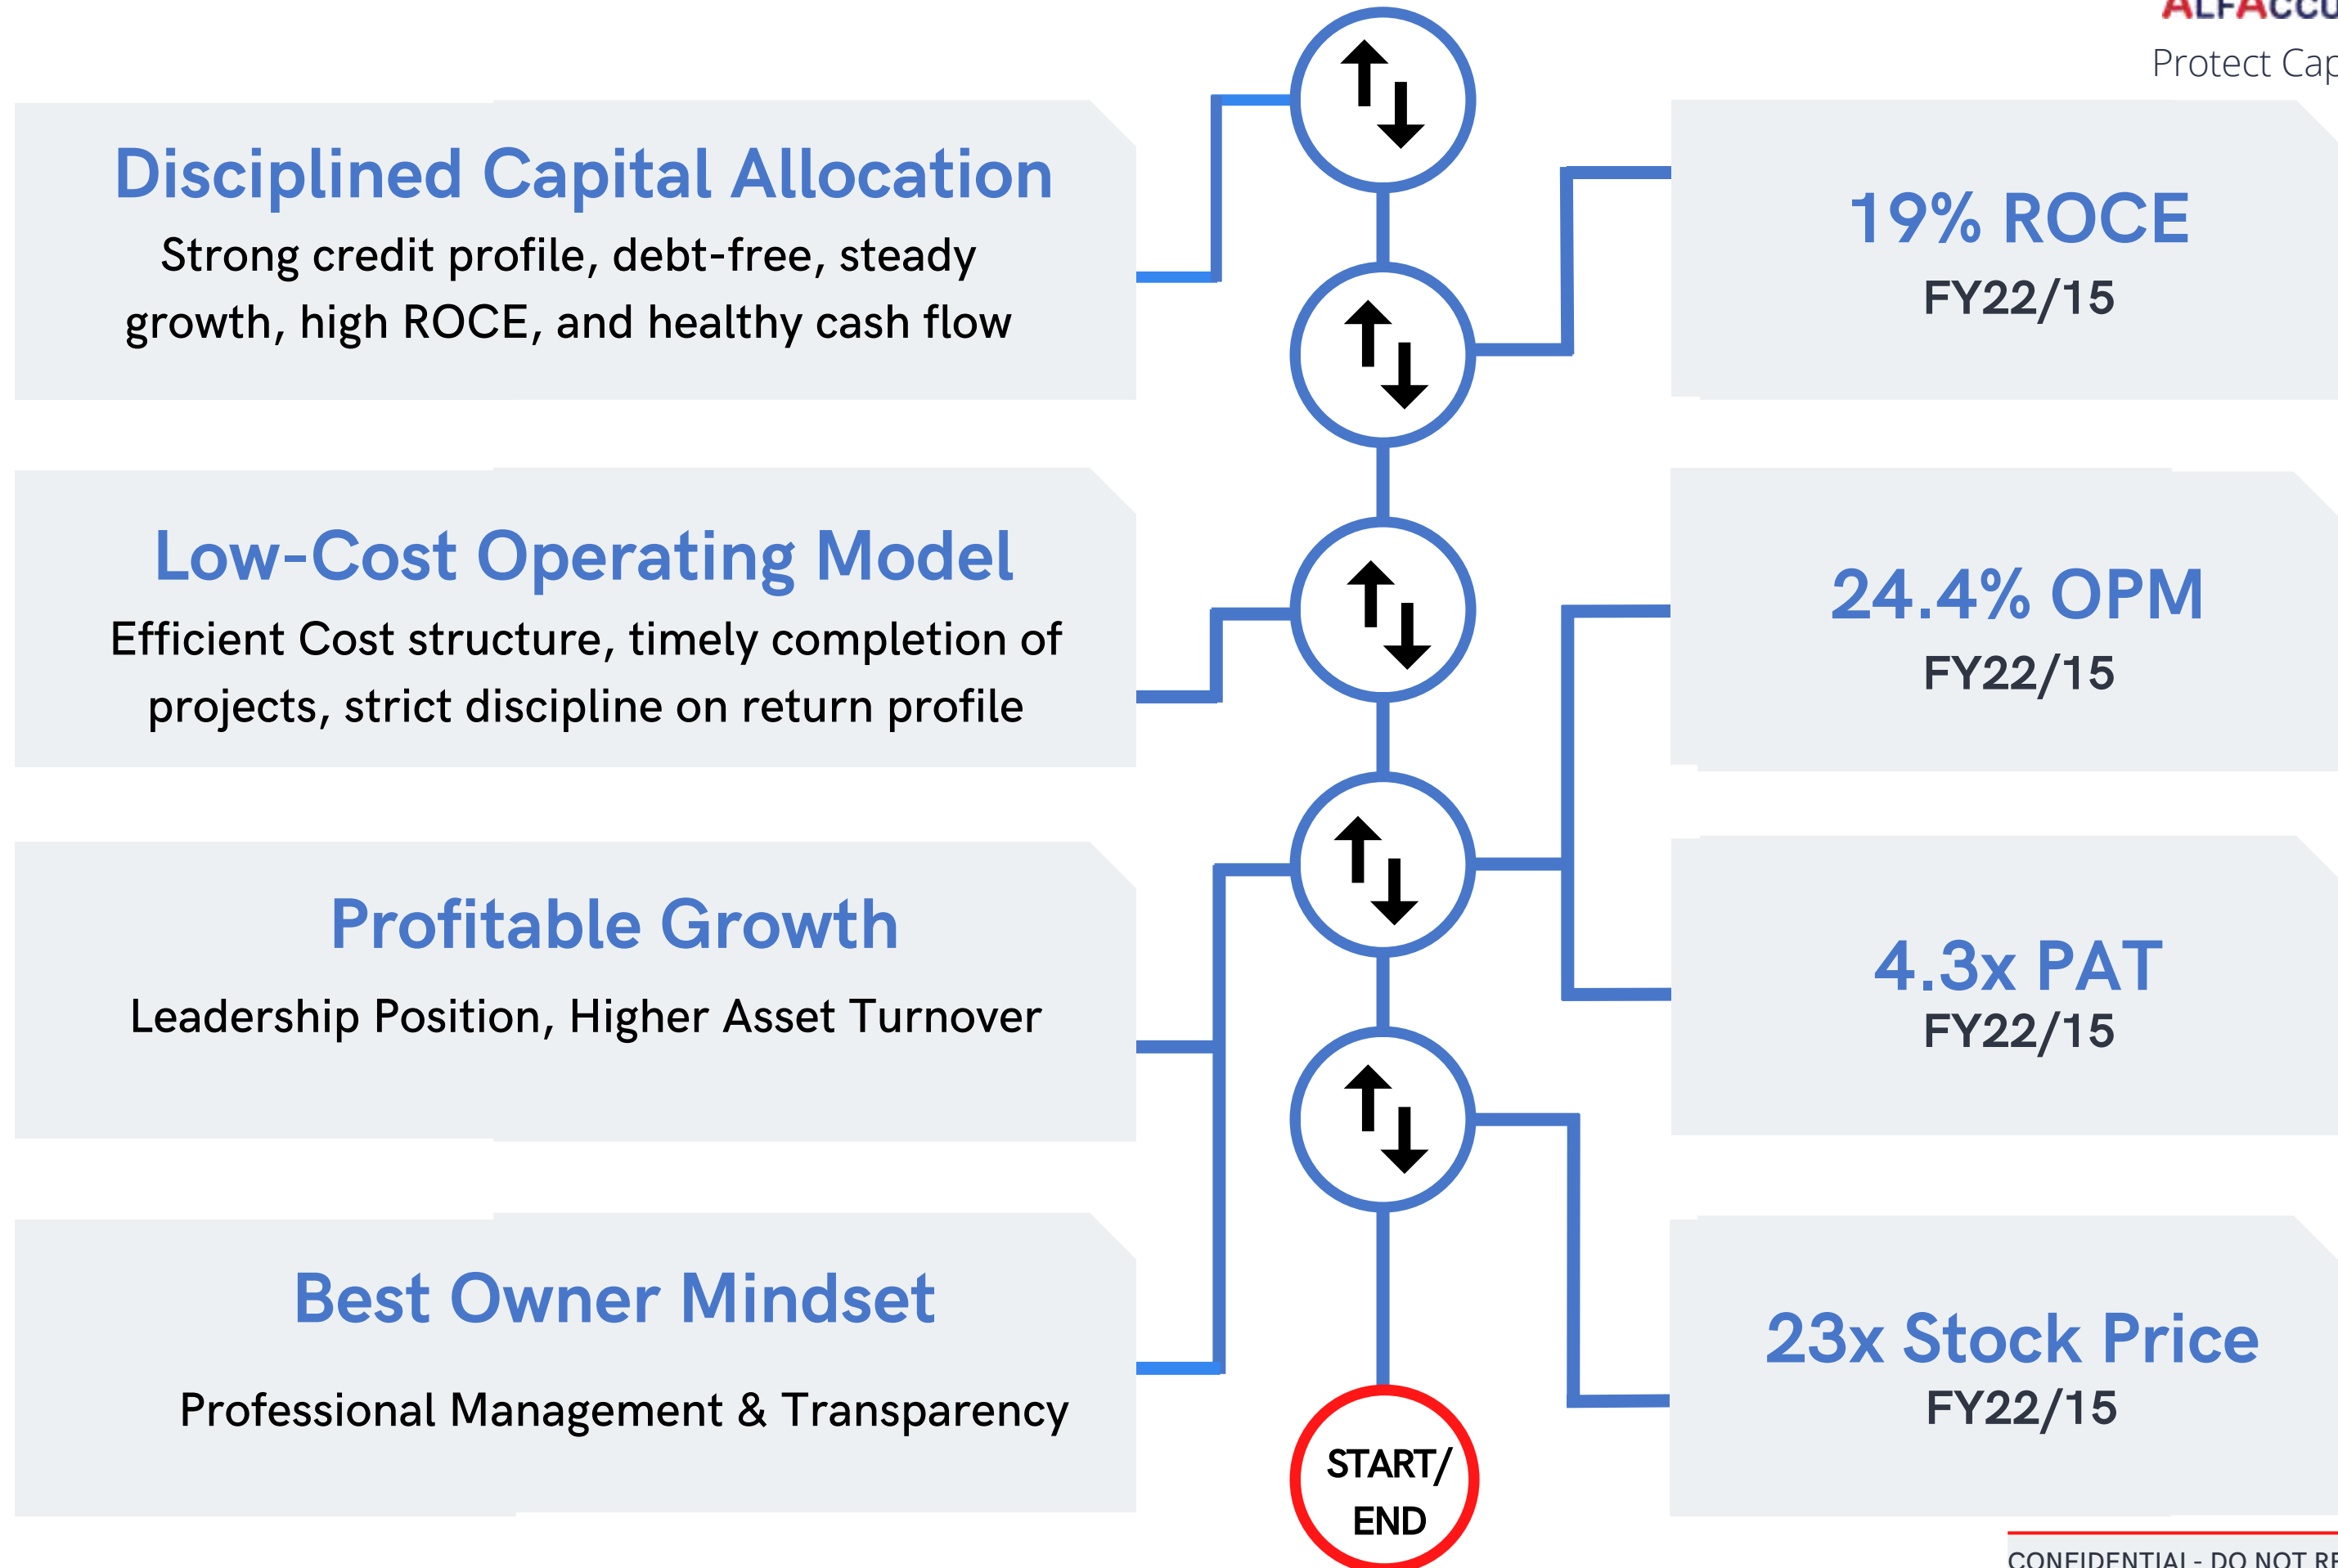 Protect
Disciplined Capital Allocation
Strong credit profile, debt-free, steady
growth, high ROCE, and healthy cash flow
19% ROCE
FY22/15
Low-Cost Operating Model
Efficient Cost structure, timely completion of
projects, strict discipline on return profile
24.4% OPM
FY22/15
Profitable Growth
Leadership Position, Higher Asset Turnover
4.3x PAT
FY22/15
Best Owner Mindset
Professional Management & Transparency
23x Stock Price
FY22/15
START/
END
CONFIDENTIAL - DO NOT